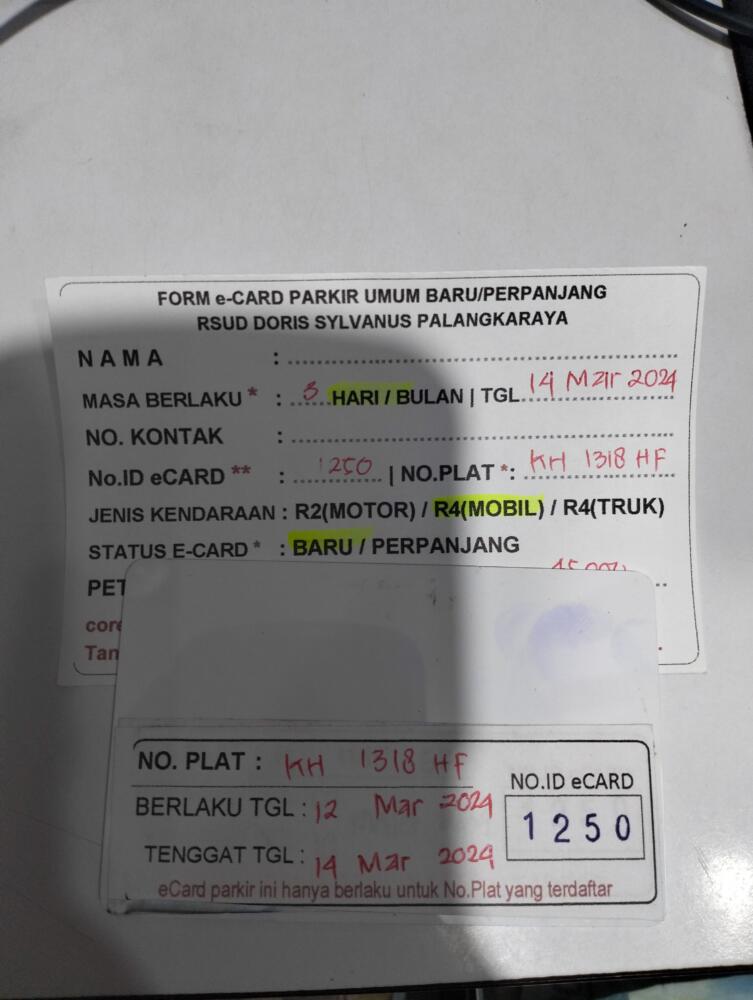 FORM e-CARD PARKIR UMUM BARU/PERPANJANG
RSUD DORIS SYLVANUS PALANGKARAYA
NAMA :
MASA BERLAKU * : 3 HARI / BULAN | TGL. 14 Mar 2024
NO. KONTAK :
No.ID eCARD ** : 1250 | NO.PLAT *: KH 1318 HF
JENIS KENDARAAN : R2(MOTOR) / R4(MOBIL) / R4(TRUK)
STATUS E-CARD * : BARU / PERPANJANG
PET
core
Tan
NO. PLAT : KH 1318 HF
BERLAKU TGL : 12 Mar 2024
TENGGAT TGL : 14 Mar 2024
NO.ID eCARD
1250
eCard parkir ini hanya berlaku untuk No.Plat yang terdaftar